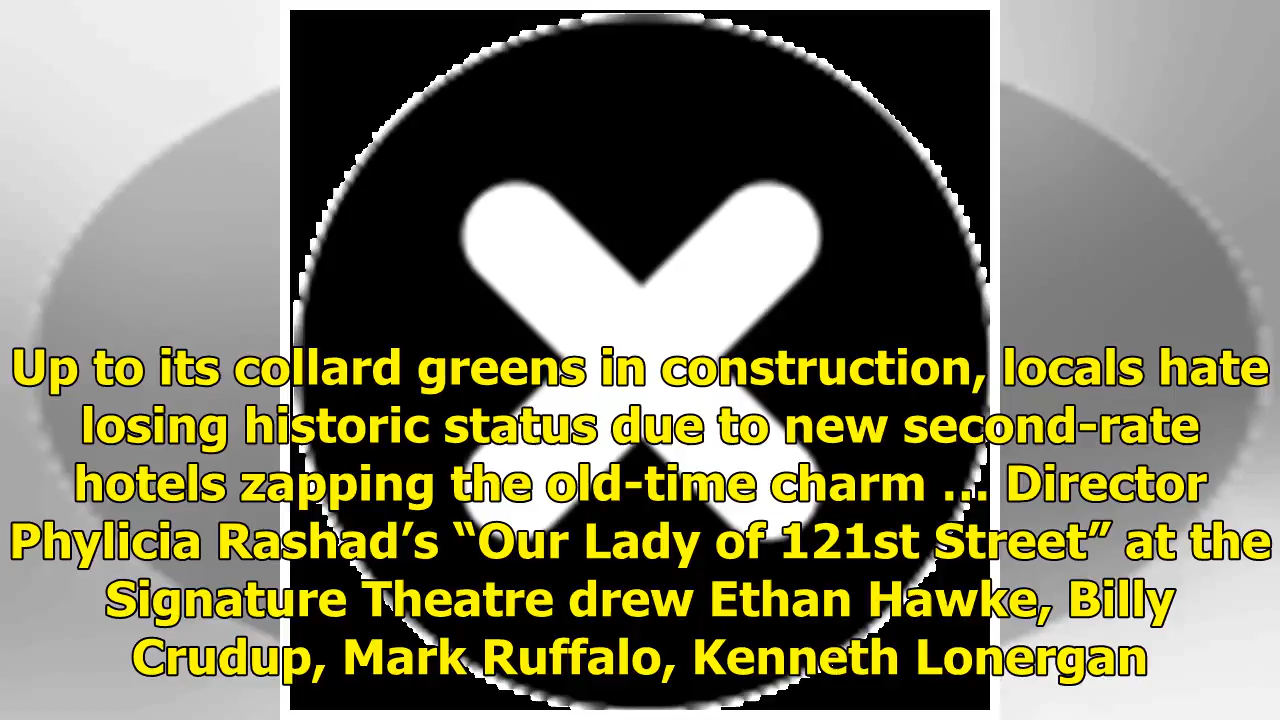 Up to its collard greens in construction, locals hate
losing historic status due to new second-rate
hotels zapping the old-time charm ... Director
Phylicia Rashad’s “Our Lady of 121st Street” at the
Signature Theatre drew Ethan Hawke, Billy
Crudup, Mark Ruffalo, Kenneth Lonergan